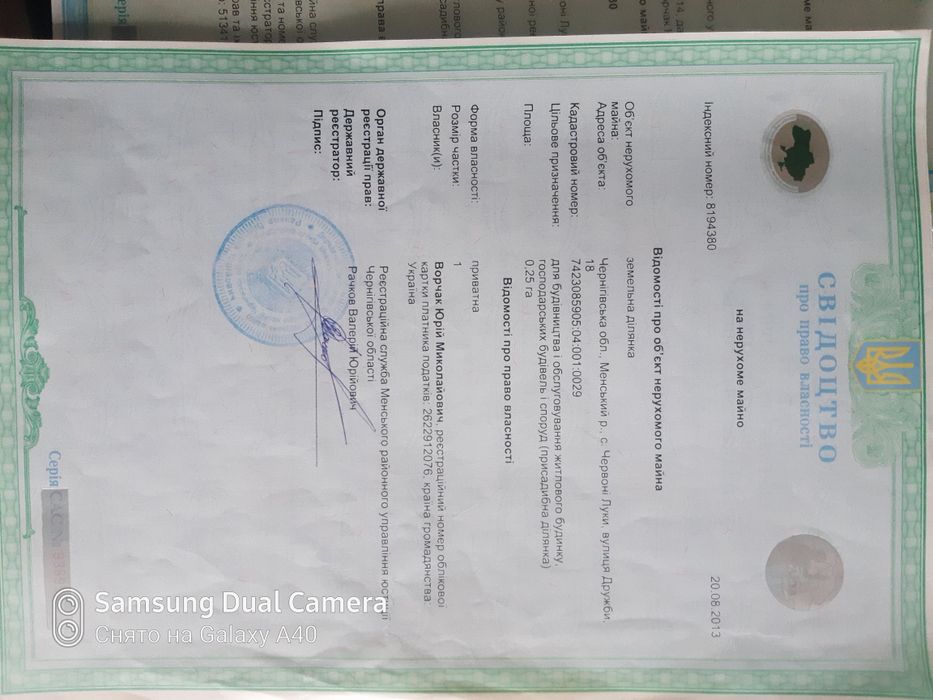 СВІДОЦТВО
про право власності
на нерухоме майно
Індексний номер: 8194380
20.08.2013
Відомості про об'єкт нерухомого майна
Об'єкт нерухомого майна:
земельна ділянка
Адреса об'єкта:
Чернігівська обл., Менський р., с. Червоні Луки, вулиця Дружби,
18
Кадастровий номер:
7423085905:04:001:0029
Цільове призначення:
для будівництва і обслуговування житлового будинку,
господарських будівель і споруд (присадибна ділянка)
Площа:
0.25 га
Відомості про право власності
Форма власності:
приватна
Розмір частки:
1
Власник(и):
Ворчак Юрій Миколайович, реєстраційний номер облікової
картки платника податків: 2622912076, країна громадянства:
Україна
Орган державної
реєстрації прав:
Реєстраційна служба Менського районного управління юстиції
Чернігівської області
Державний
реєстратор:
Рачков Валерій Юрійович
Підпис:
Серія САС №
Samsung Dual Camera
Снято на Galaxy A40